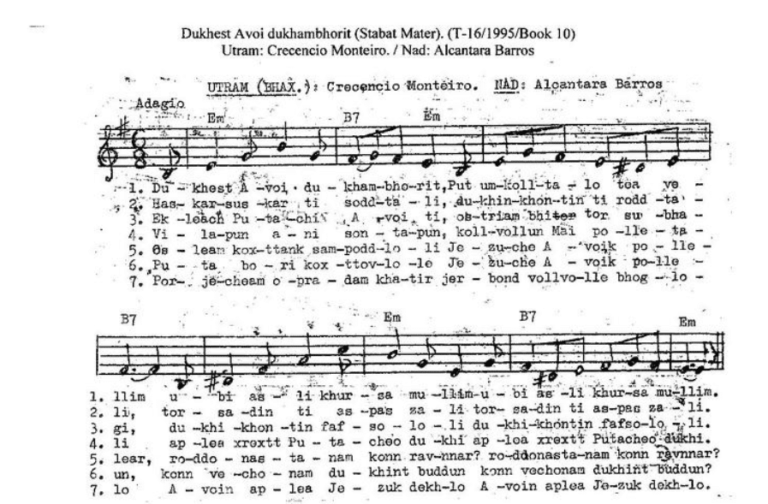 Dukhest Avoi dukhambhorit (Stabat Mater). (T-16/1995/Book 10)
Utram: Crecencio Monteiro. / Nad: Alcantara Barros
UTRAM (BHAX.): Crecencio Monteiro. NAD: Alcantara Barros
Adagio
Em B7 Em
6
8
1. Du - khest A -voi - du - kham-bho-rit, Put um-koll-ta - lo toa ve -
2. Has- kar-sus -kar ti sodd-ta - li, du-khin-khon-tin ti rodd -ta -
3. Ek -leach Pu -ta -chi A - voi ti, os-triam bhiter tor su -bha -
4. Vi - la-pun a - ni son - ta-pun, koll-vollun Mai po -lle - ta -
5. Os - leam kox-ttank sam-podd-lo - li Je - zu-che A - voik po - lle -
6. Pu - ta bo - ri kox -ttov-lo -le Je - zu-che A - voik po-lle -
7. Por- je-cheam o -pra - dam kha-tir jer- bond vollvo-lle bhog - lo -
B7 Em B7 Em
1. llim u - bi as - li khur-sa mu -llim-u - bi as -li khur-sa mu-llim.
2. li, tor - sa -din ti as -pas za - li tor- sa-din ti as-pas za - li.
3. gi, du -khi -khon -tin faf - so - lo - li du -khi-khontin fafso-lo - li.
4. li ap -lea xrextt Pu - ta - cheo du -khi ap -lea xrextt Putacheo dukhi.
5. lear, ro-ddo - nas - ta - nam konn rav-nnar? ro-ddonasta-nam konn ravnnar?
6. un, konn ve -cho - nam du - khint buddun konn vechonam dukhint buddun?
7. lo A - voin ap -lea Je - zuk dekh-lo A -voin aplea Je-zuk dekh-lo.